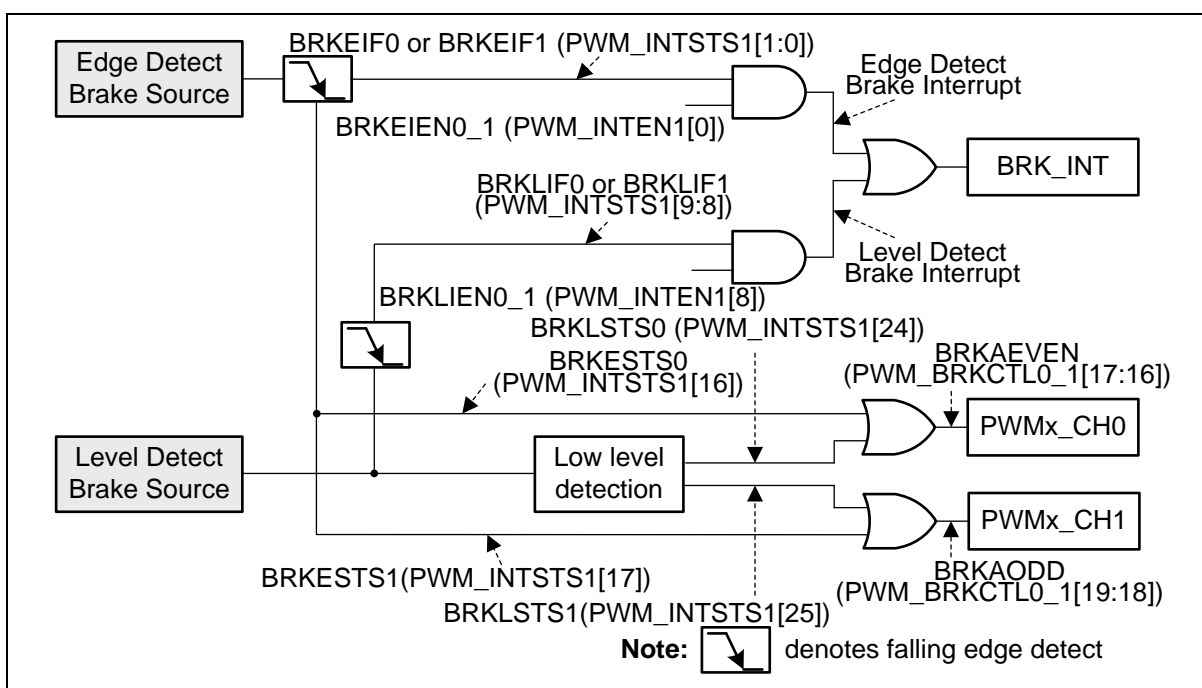 BRKEIF0 or BRKEIF1 (PWM_INTSTS1[1:0])
Edge Detect
Brake Source
Edge Detect
Brake Interrupt
BRKEIEN0_1 (PWM_INTEN1[0])
BRK_INT
BRKLIF0 or BRKLIF1
(PWM_INTSTS1[9:8])
Level Detect
Brake Interrupt
BRKLIEN0_1 (PWM_INTEN1[8])
BRKLSTS0 (PWM_INTSTS1[24])
BRKESTS0
(PWM_INTSTS1[16])
BRKAEVEN
(PWM_BRKCTL0_1[17:16])
PWMx_CH0
Level Detect
Brake Source
Low level
detection
PWMx_CH1
BRKESTS1(PWM_INTSTS1[17])
BRKAODD
(PWM_BRKCTL0_1[19:18])
BRKLSTS1(PWM_INTSTS1[25])
Note: denotes falling edge detect